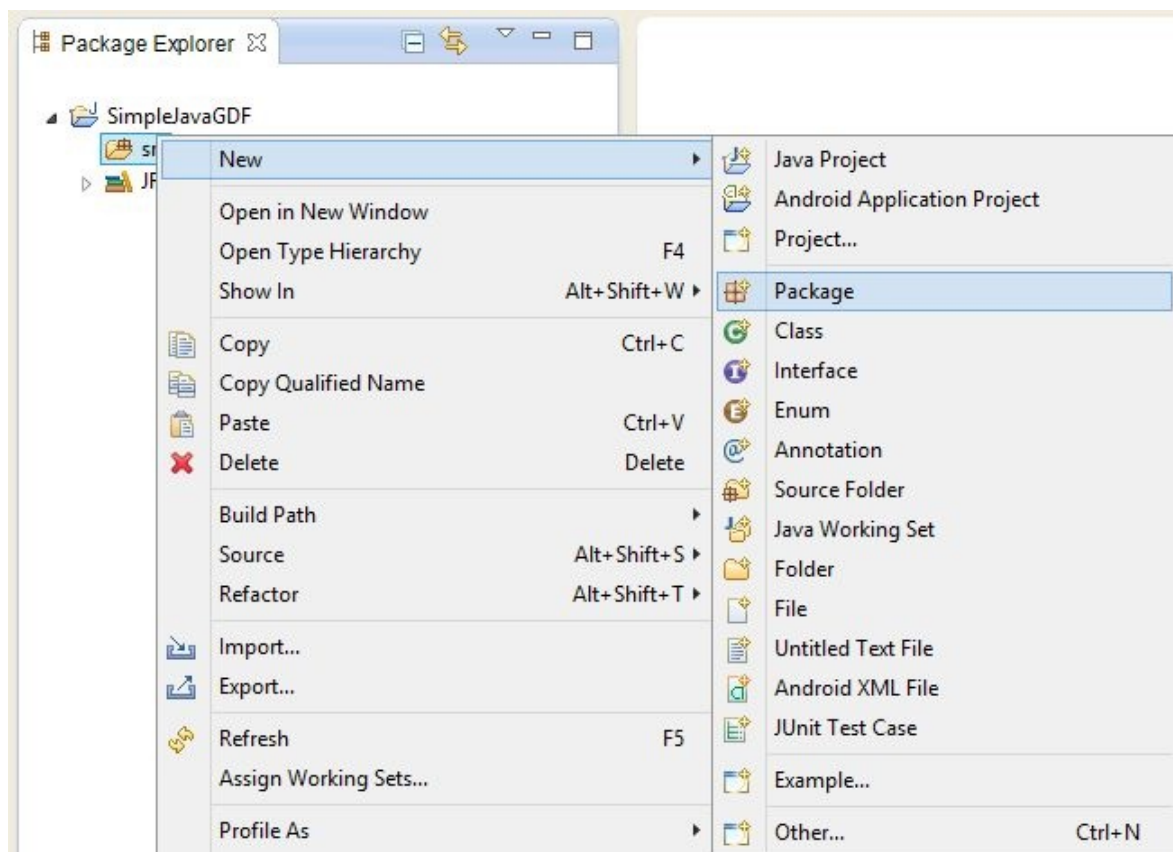 Package Explorer
SimpleJavaGDF
New
Open in New Window
Open Type Hierarchy F4
Show In Alt+Shift+W
Copy Ctrl+C
Copy Qualified Name
Paste Ctrl+V
Delete Delete
Build Path
Source Alt+Shift+S
Refactor Alt+Shift+T
Import...
Export...
Refresh F5
Assign Working Sets...
Profile As
Java Project
Android Application Project
Project...
Package
Class
Interface
Enum
Annotation
Source Folder
Java Working Set
Folder
File
Untitled Text File
Android XML File
JUnit Test Case
Example...
Other... Ctrl+N